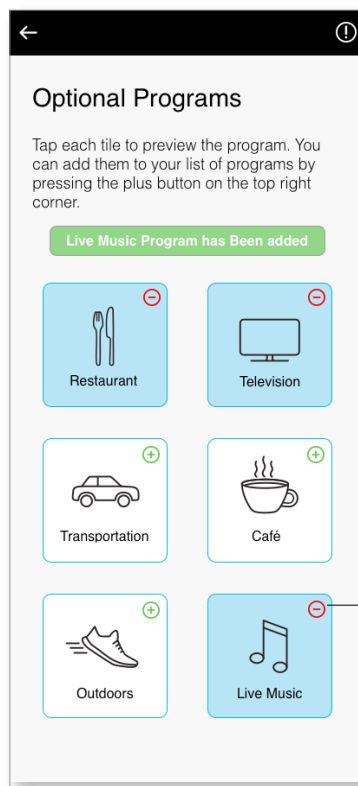 Optional Programs
Tap each tile to preview the program. You
can add them to your list of programs by
pressing the plus button on the top right
corner.
Live Music Program has Been added
Restaurant
Television
Transportation
Café
Outdoors
Live Music